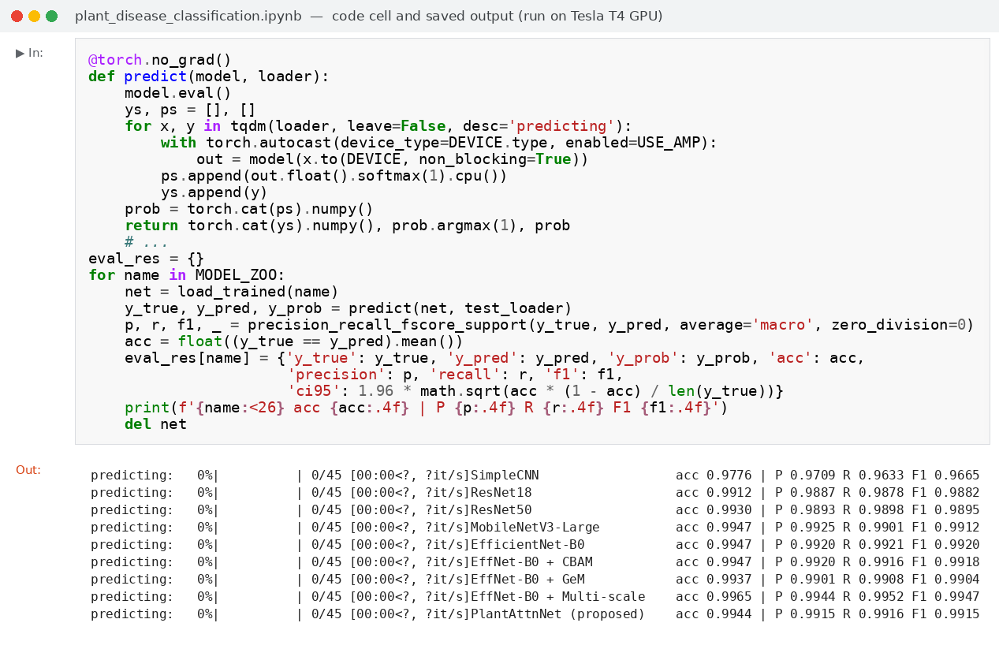 plant_disease_classification.ipynb — code cell and saved output (run on Tesla T4 GPU)
▶ In:
@torch.no_grad()
def predict(model, loader):
    model.eval()
    ys, ps = [], []
    for x, y in tqdm(loader, leave=False, desc='predicting'):
        with torch.autocast(device_type=DEVICE.type, enabled=USE_AMP):
            out = model(x.to(DEVICE, non_blocking=True))
        ps.append(out.float().softmax(1).cpu())
        ys.append(y)
    prob = torch.cat(ps).numpy()
    return torch.cat(ys).numpy(), prob.argmax(1), prob
    # ...
eval_res = {}
for name in MODEL_ZOO:
    net = load_trained(name)
    y_true, y_pred, y_prob = predict(net, test_loader)
    p, r, f1, _ = precision_recall_fscore_support(y_true, y_pred, average='macro', zero_division=0)
    acc = float((y_true == y_pred).mean())
    eval_res[name] = {'y_true': y_true, 'y_pred': y_pred, 'y_prob': y_prob, 'acc': acc,
                      'precision': p, 'recall': r, 'f1': f1,
                      'ci95': 1.96 * math.sqrt(acc * (1 - acc) / len(y_true))}
    print(f'{name:<26} acc {acc:.4f} | P {p:.4f} R {r:.4f} F1 {f1:.4f}')
    del net
Out:
predicting:   0%|          | 0/45 [00:00<?, ?it/s]SimpleCNN                  acc 0.9776 | P 0.9709 R 0.9633 F1 0.9665
predicting:   0%|          | 0/45 [00:00<?, ?it/s]ResNet18                   acc 0.9912 | P 0.9887 R 0.9878 F1 0.9882
predicting:   0%|          | 0/45 [00:00<?, ?it/s]ResNet50                   acc 0.9930 | P 0.9893 R 0.9898 F1 0.9895
predicting:   0%|          | 0/45 [00:00<?, ?it/s]MobileNetV3-Large          acc 0.9947 | P 0.9925 R 0.9901 F1 0.9912
predicting:   0%|          | 0/45 [00:00<?, ?it/s]EfficientNet-B0            acc 0.9947 | P 0.9920 R 0.9921 F1 0.9920
predicting:   0%|          | 0/45 [00:00<?, ?it/s]EffNet-B0 + CBAM           acc 0.9947 | P 0.9920 R 0.9916 F1 0.9918
predicting:   0%|          | 0/45 [00:00<?, ?it/s]EffNet-B0 + GeM            acc 0.9937 | P 0.9901 R 0.9908 F1 0.9904
predicting:   0%|          | 0/45 [00:00<?, ?it/s]EffNet-B0 + Multi-scale    acc 0.9965 | P 0.9944 R 0.9952 F1 0.9947
predicting:   0%|          | 0/45 [00:00<?, ?it/s]PlantAttnNet (proposed)    acc 0.9944 | P 0.9915 R 0.9916 F1 0.9915